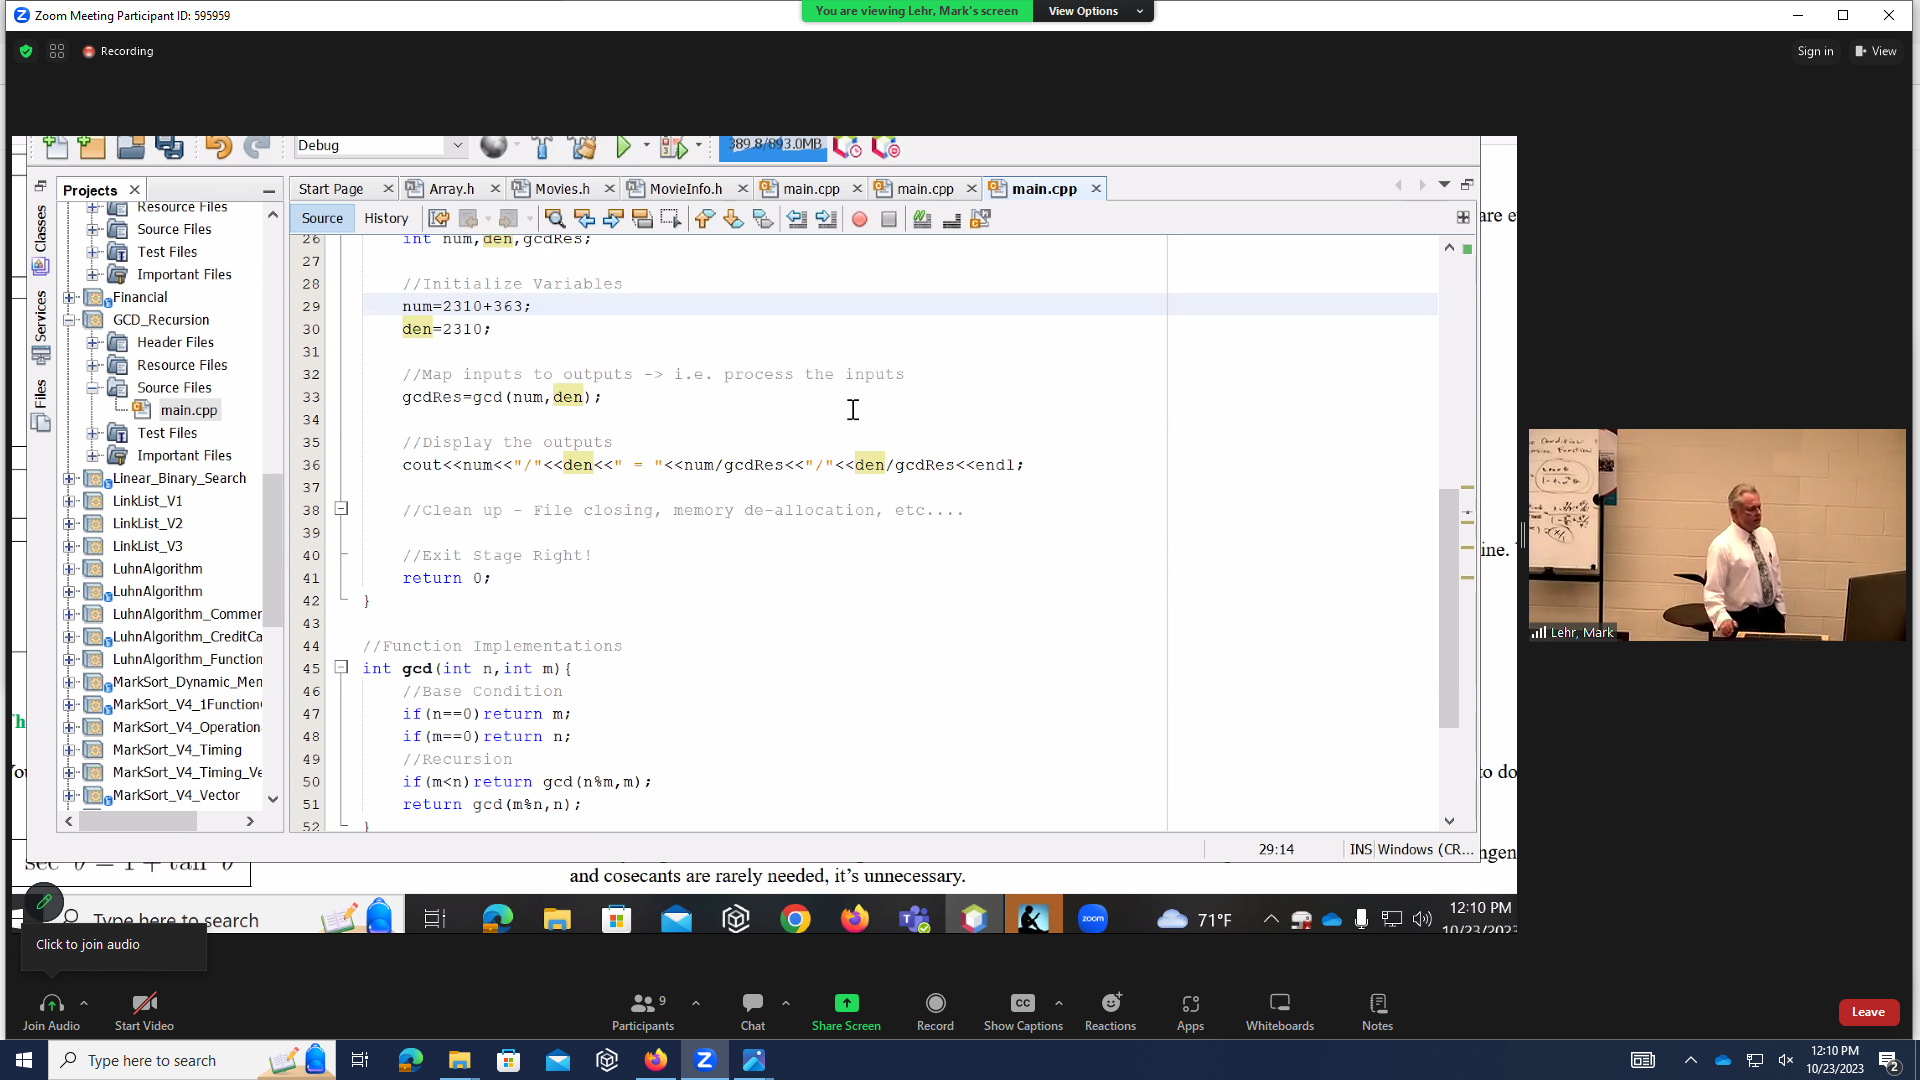 Zoom Meeting Participant ID: 595959
You are viewing Lehr, Mark's screen
View Options
Recording
Sign in
View
Debug
389.8/893.0MB
Projects
Start Page
Array.h
Movies.h
MovieInfo.h
main.cpp
main.cpp
main.cpp
Source
History
Classes
Services
Files
Resource Files
Source Files
Test Files
Important Files
Financial
GCD_Recursion
Header Files
Resource Files
Source Files
main.cpp
Test Files
Important Files
Linear_Binary_Search
LinkList_V1
LinkList_V2
LinkList_V3
LuhnAlgorithm
LuhnAlgorithm
LuhnAlgorithm_Commer
LuhnAlgorithm_CreditCa
LuhnAlgorithm_Function
MarkSort_Dynamic_Men
MarkSort_V4_1Function
MarkSort_V4_Operation
MarkSort_V4_Timing
MarkSort_V4_Timing_Ve
MarkSort_V4_Vector
26 int num,den,gcdRes;
27
28 //Initialize Variables
29 num=2310+363;
30 den=2310;
31
32 //Map inputs to outputs -> i.e. process the inputs
33 gcdRes=gcd(num,den);
34
35 //Display the outputs
36 cout<<num<<"/"<<den<<" = "<<num/gcdRes<<"/"<<den/gcdRes<<endl;
37
38 //Clean up - File closing, memory de-allocation, etc....
39
40 //Exit Stage Right!
41 return 0;
42 }
43
44 //Function Implementations
45 int gcd(int n,int m){
46 //Base Condition
47 if(n==0)return m;
48 if(m==0)return n;
49 //Recursion
50 if(m<n)return gcd(n%m,m);
51 return gcd(m%n,n);
52 }
29:14
INS
Windows (CR...
are e
ine.
to do
ngen
and cosecants are rarely needed, it's unnecessary.
Lehr, Mark
Type here to search
71°F
12:10 PM
10/23/2023
Click to join audio
Join Audio
Start Video
9
Participants
Chat
Share Screen
Record
CC
Show Captions
Reactions
Apps
Whiteboards
Notes
Leave
Type here to search
12:10 PM
10/23/2023
2